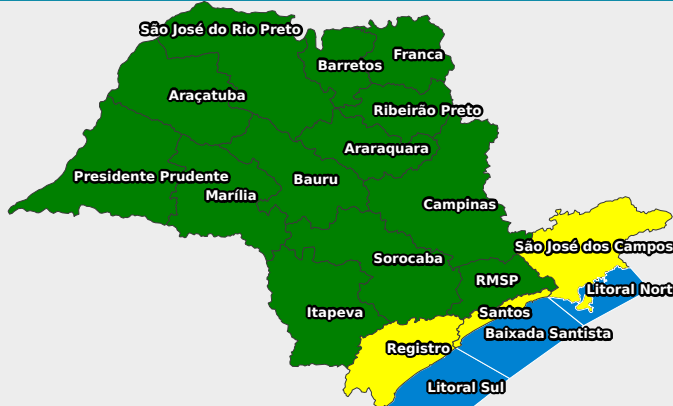 São José do Rio Preto
Franca
Barretos
Araçatuba
Ribeirão Preto
Araraquara
Presidente Prudente
Bauru
Marília
Campinas
São José dos Campos
Sorocaba
RMSP
Litoral Nort
Itapeva
Santos
Baixada Santista
Registro
Litoral Sul